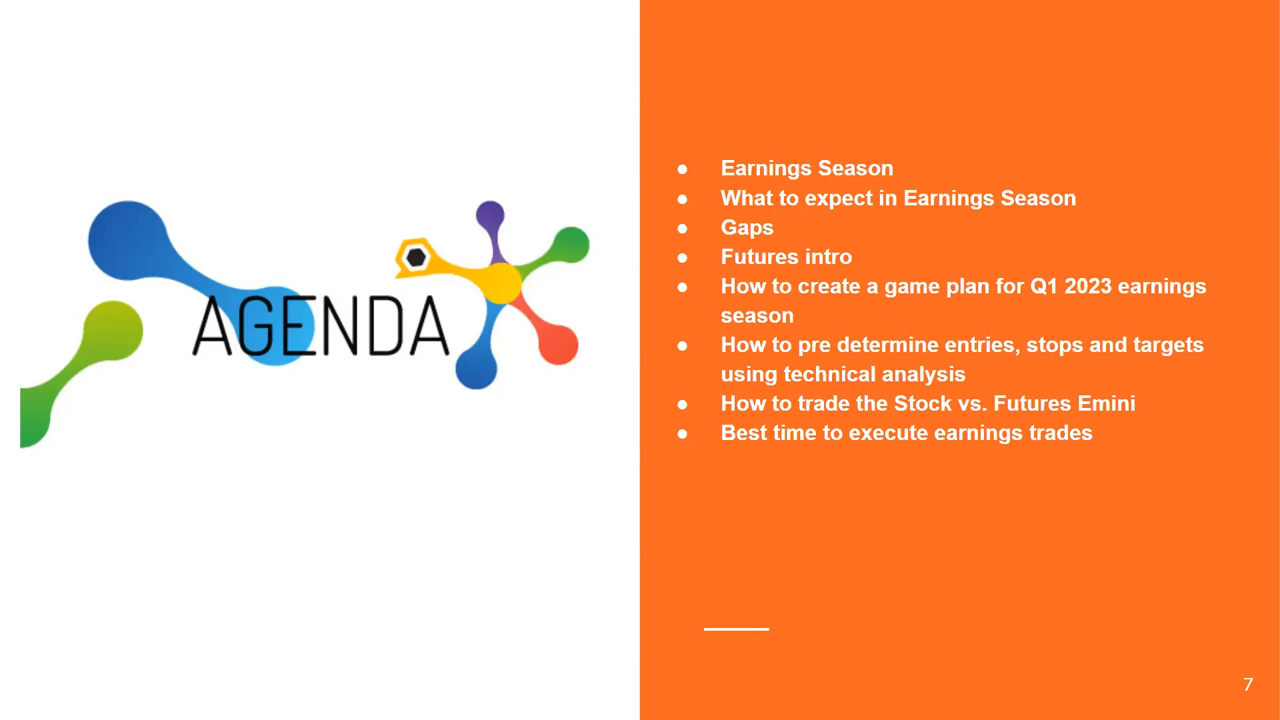 AGENDA
● Earnings Season
● What to expect in Earnings Season
● Gaps
● Futures intro
● How to create a game plan for Q1 2023 earnings
season
● How to pre determine entries, stops and targets
using technical analysis
● How to trade the Stock vs. Futures Emini
● Best time to execute earnings trades
7